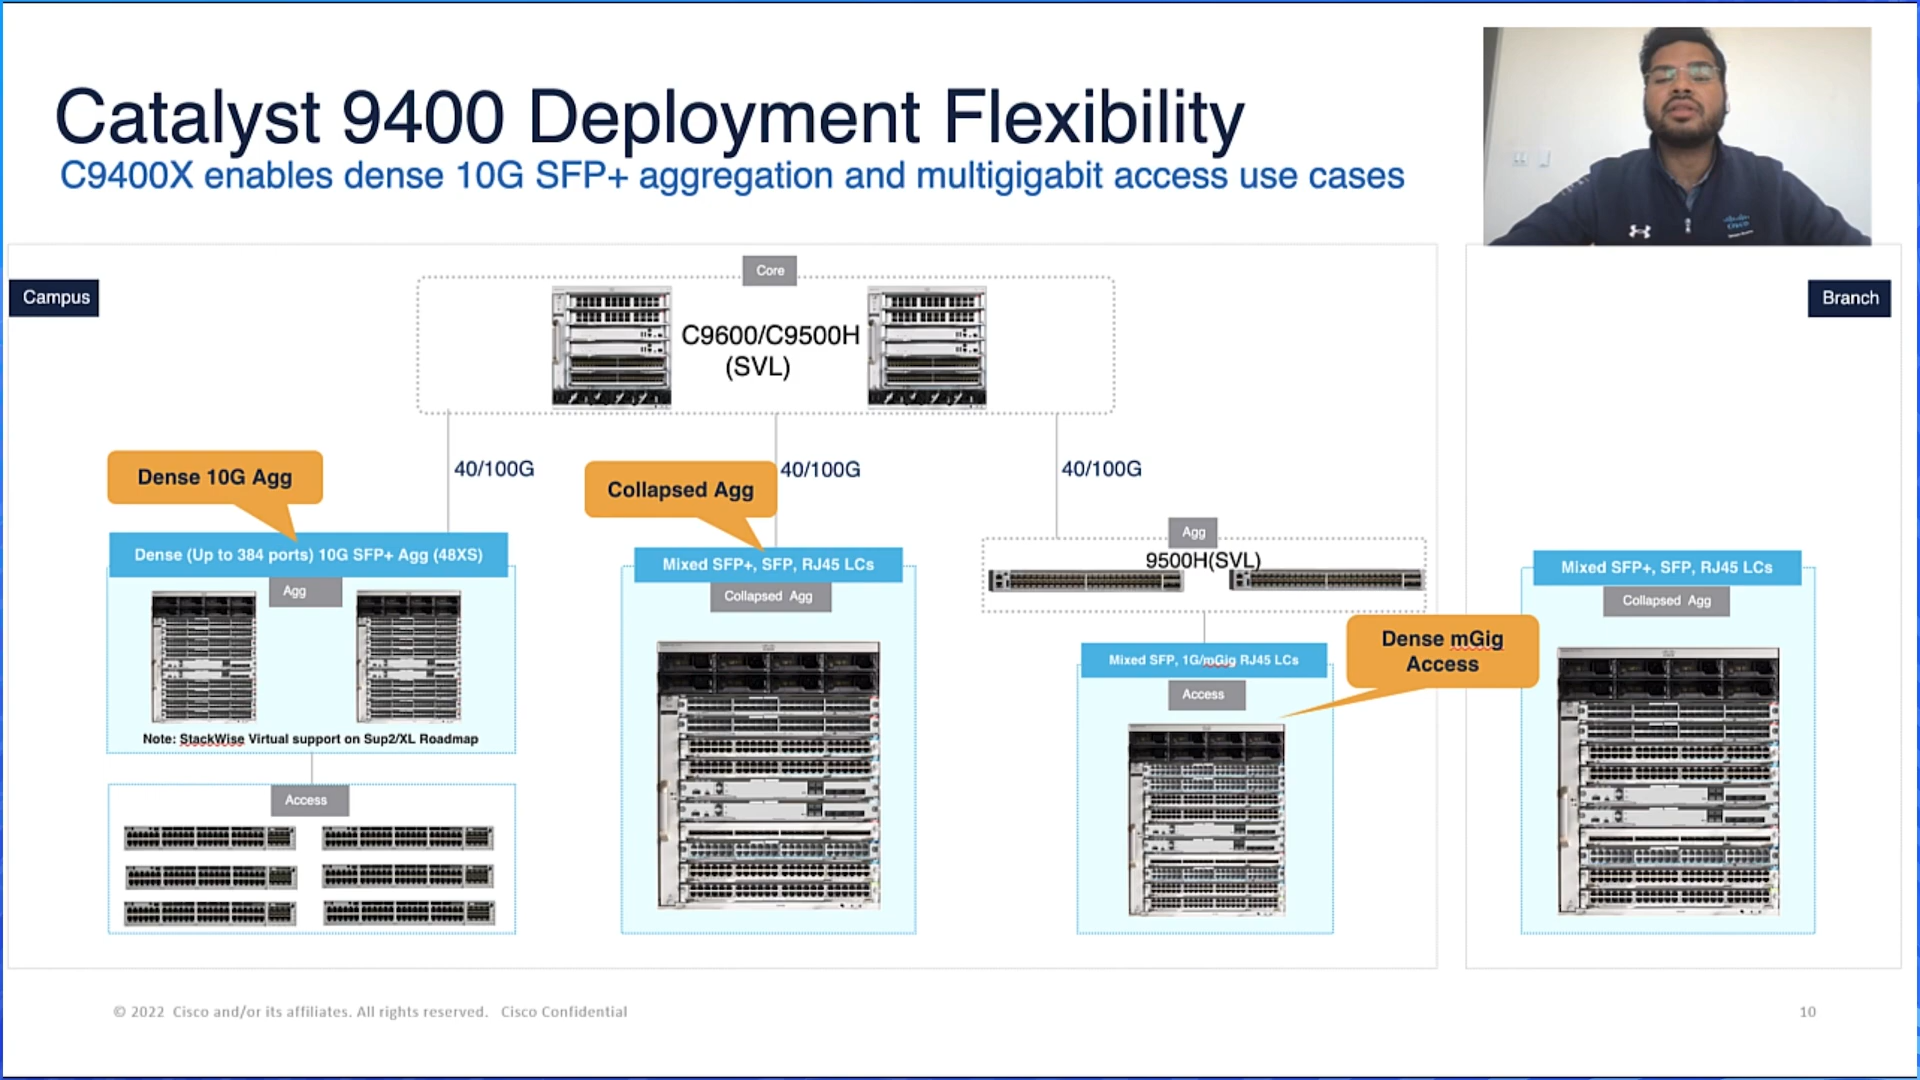 Catalyst 9400 Deployment Flexibility
C9400X enables dense 10G SFP+ aggregation and multigigabit access use cases
Campus
Core
C9600/C9500H
(SVL)
Branch
40/100G
40/100G
40/100G
Dense 10G Agg
Collapsed Agg
Dense (Up to 384 ports) 10G SFP+ Agg (48XS)
Agg
Note: StackWise Virtual support on Sup2/XL Roadmap
Access
Mixed SFP+, SFP, RJ45 LCs
Collapsed Agg
Agg
9500H(SVL)
Mixed SFP, 1G/mGig RJ45 LCs
Access
Dense mGig
Access
Mixed SFP+, SFP, RJ45 LCs
Collapsed Agg
CISCO
© 2022 Cisco and/or its affiliates. All rights reserved. Cisco Confidential
10